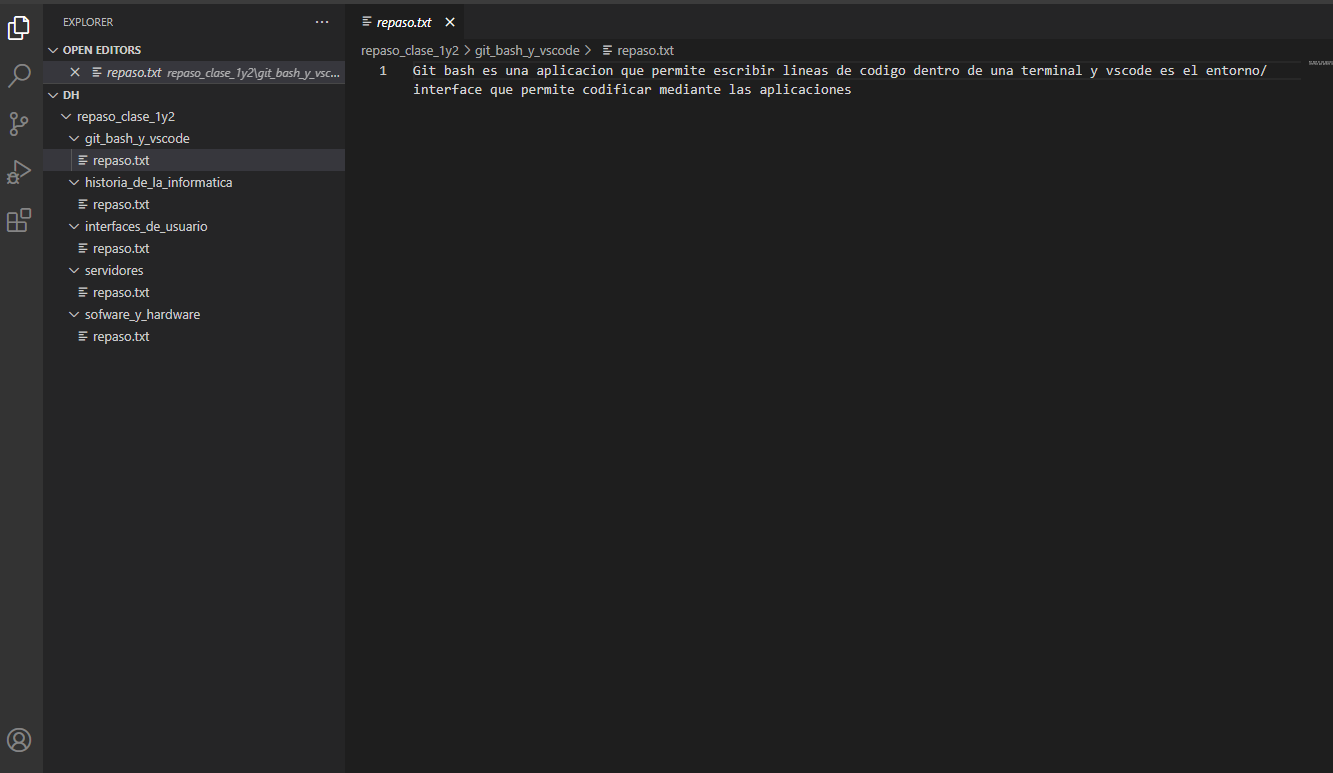 EXPLORER
OPEN EDITORS
repaso.txt repaso_clase_1y2\git_bash_y_vsc...
DH
repaso_clase_1y2
git_bash_y_vscode
repaso.txt
historia_de_la_informatica
repaso.txt
interfaces_de_usuario
repaso.txt
servidores
repaso.txt
sofware_y_hardware
repaso.txt
repaso.txt
repaso_clase_1y2 > git_bash_y_vscode > repaso.txt
1 Git bash es una aplicacion que permite escribir lineas de codigo dentro de una terminal y vscode es el entorno/
interface que permite codificar mediante las aplicaciones